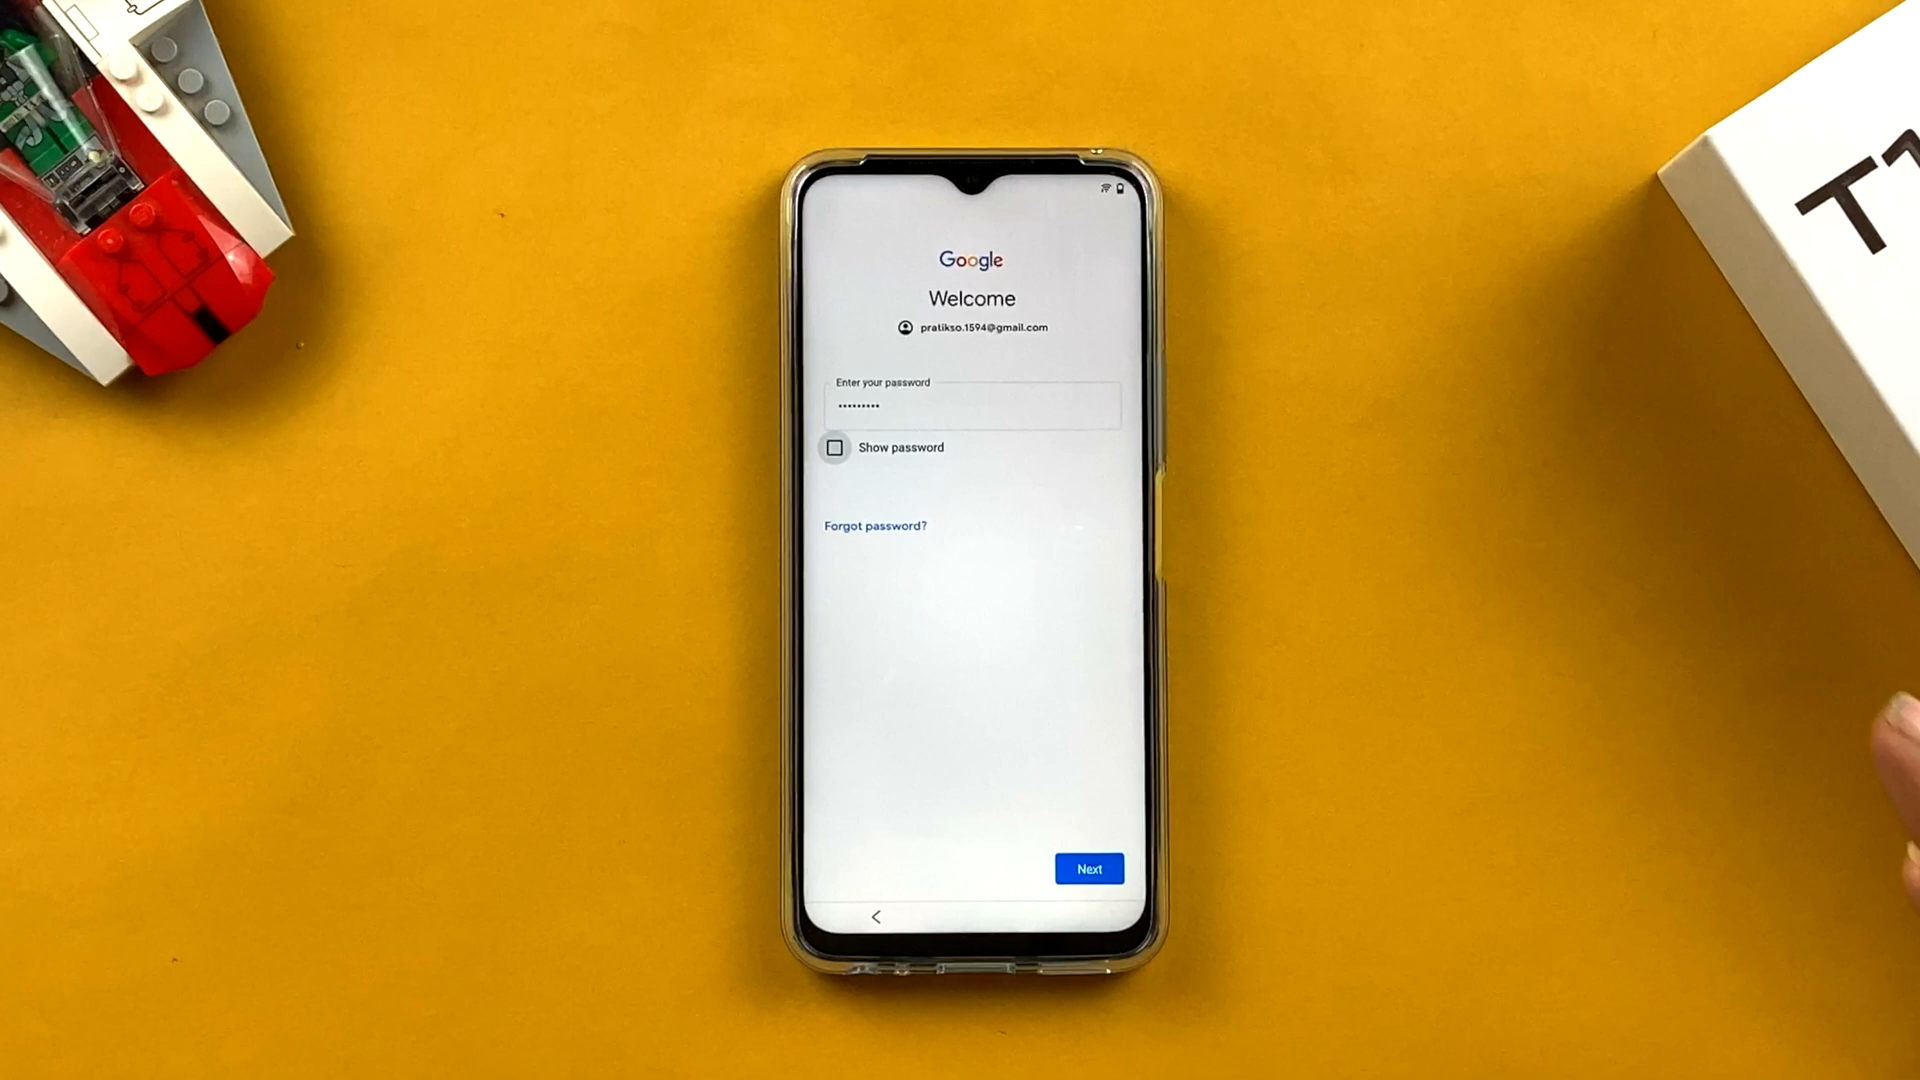 Google
Welcome
pratikso.1594@gmail.com
Enter your password
•••••••••
Show password
Forgot password?
Next
T1